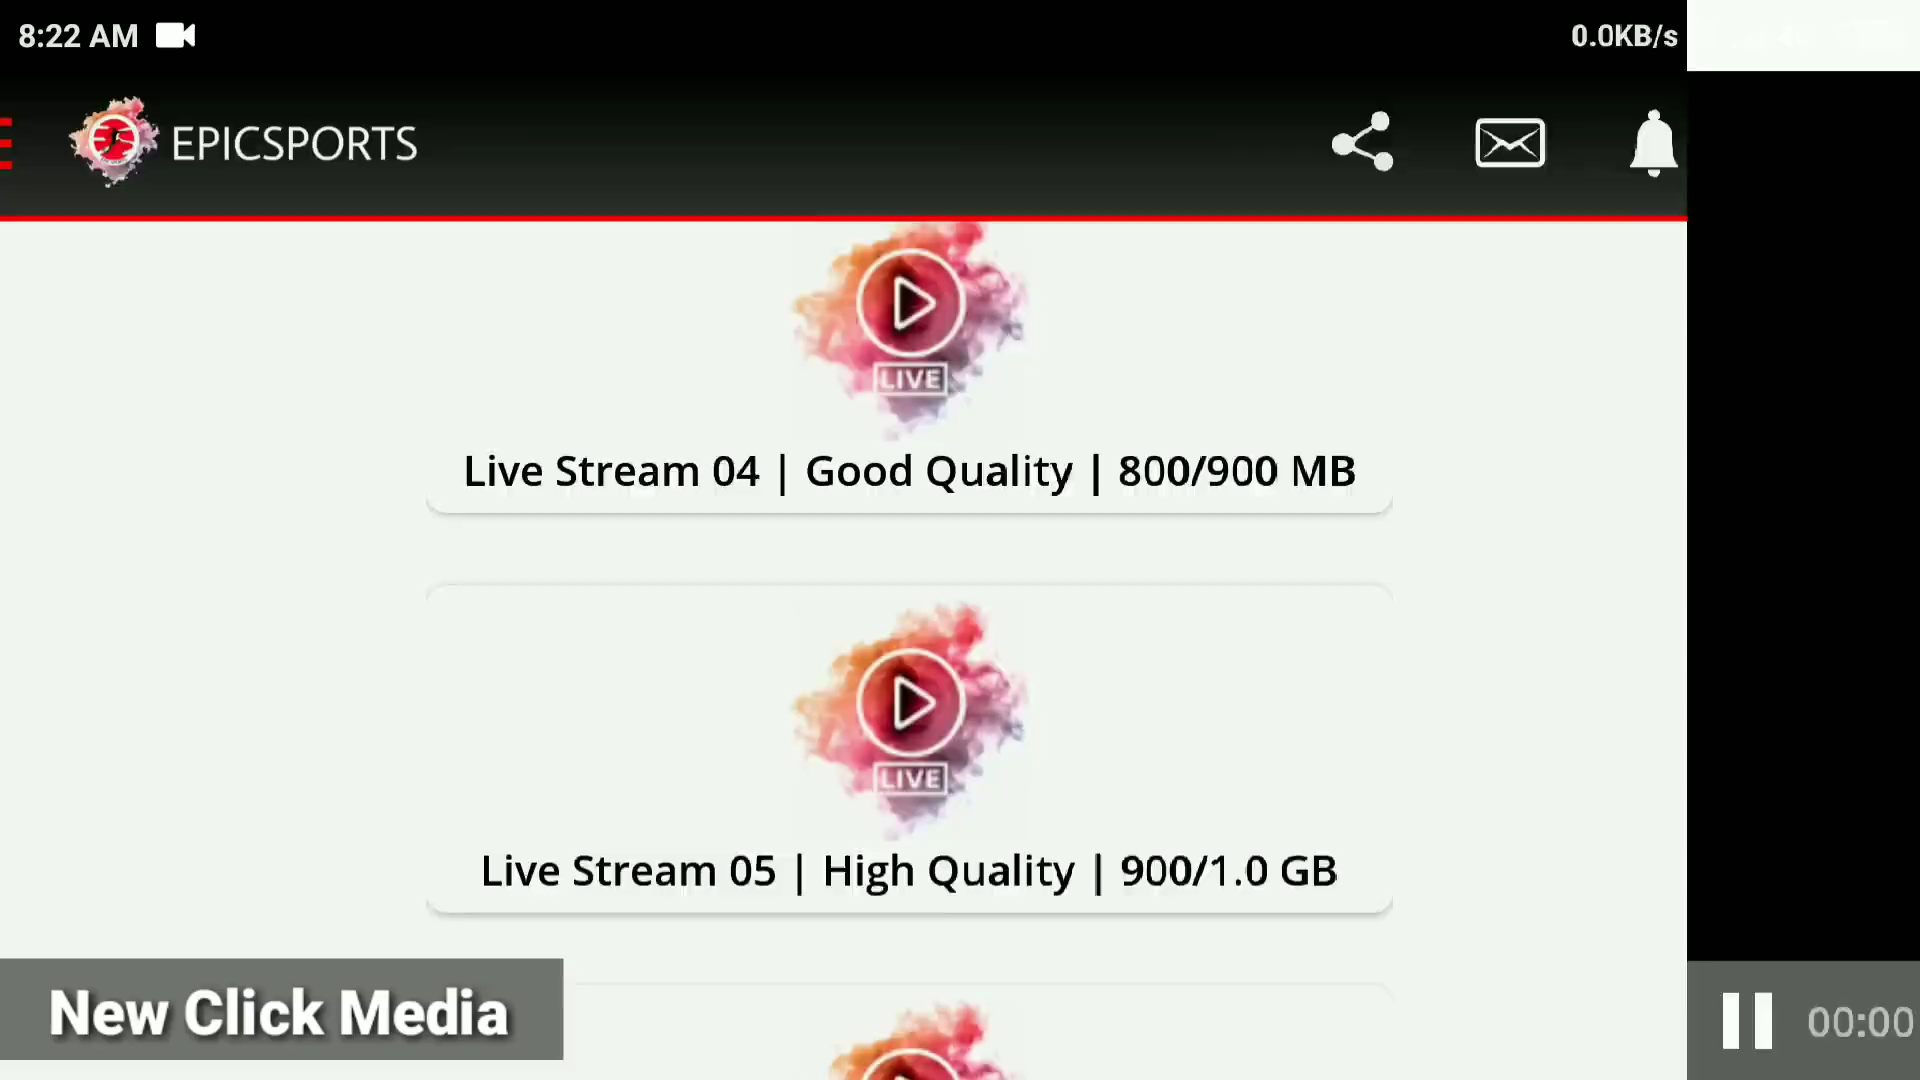 8:22 AM
0.0KB/s
EPICSPORTS
LIVE
Live Stream 04 | Good Quality | 800/900 MB
LIVE
Live Stream 05 | High Quality | 900/1.0 GB
New Click Media
00:00